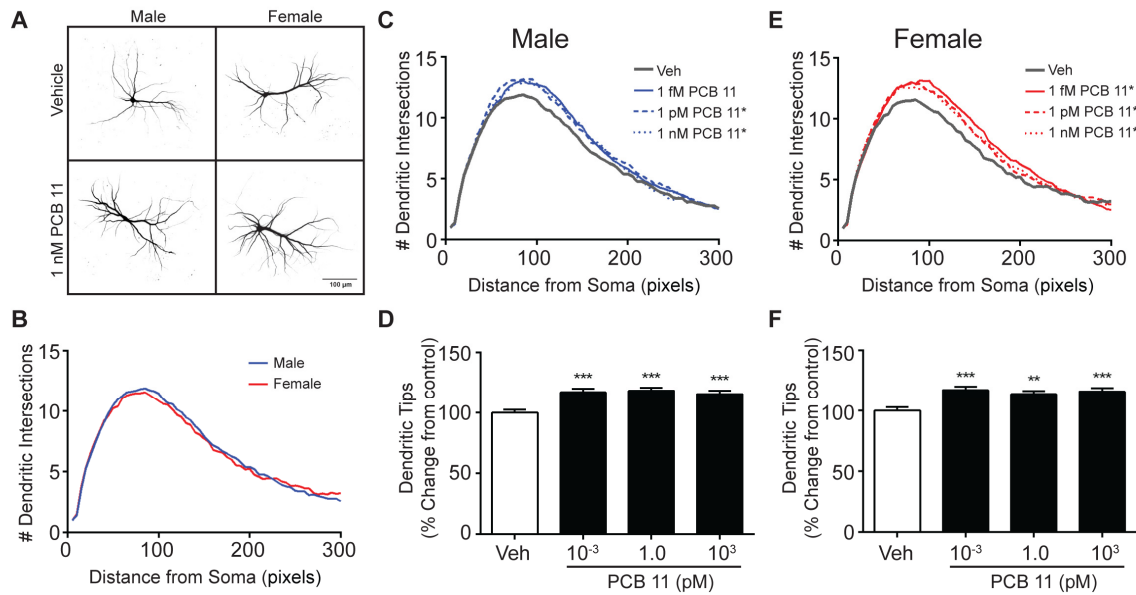 A
Male
Female
Vehicle
1 nM PCB 11
100 µm
B
# Dendritic Intersections
15
10
5
0
0
100
200
300
Distance from Soma (pixels)
Male
Female
C
Male
# Dendritic Intersections
15
10
5
0
0
100
200
300
Distance from Soma (pixels)
Veh
1 fM PCB 11
1 pM PCB 11*
1 nM PCB 11*
D
Dendritic Tips
(% Change from control)
150
100
50
0
***
***
***
Veh
10⁻³
1.0
10³
PCB 11 (pM)
E
Female
# Dendritic Intersections
15
10
5
0
0
100
200
300
Distance from Soma (pixels)
Veh
1 fM PCB 11*
1 pM PCB 11*
1 nM PCB 11*
F
Dendritic Tips
(% Change from control)
150
100
50
0
***
**
***
Veh
10⁻³
1.0
10³
PCB 11 (pM)